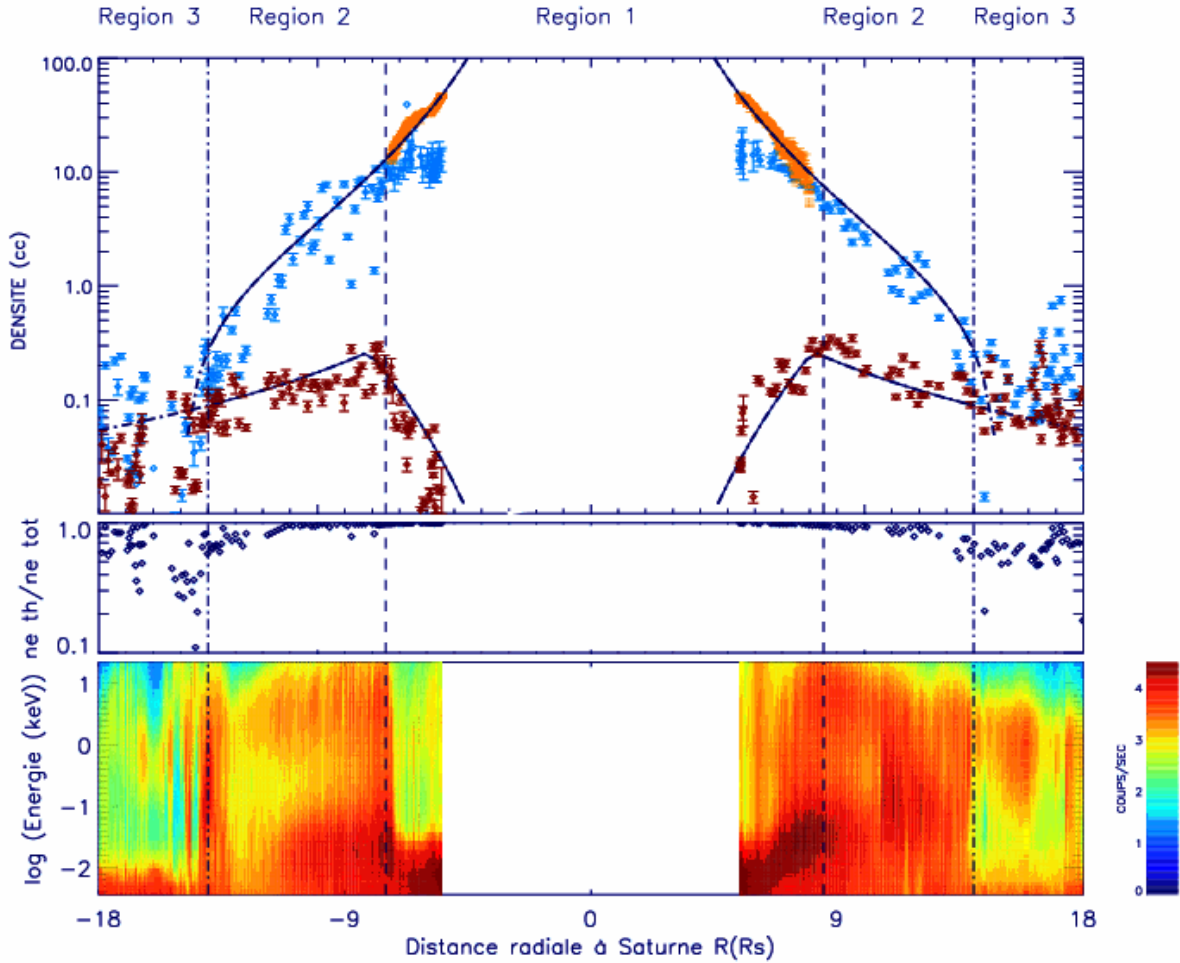 Region 3 Region 2 Region 1 Region 2 Region 3
100.0
10.0
1.0
0.1
DENSITE (cc)
1.0
0.1
ne th/ne tot
1
0
-1
-2
log (Energie (keV))
4
3
2
1
0
COUPS/SEC
-18 -9 0 9 18
Distance radiale à Saturne R(Rs)